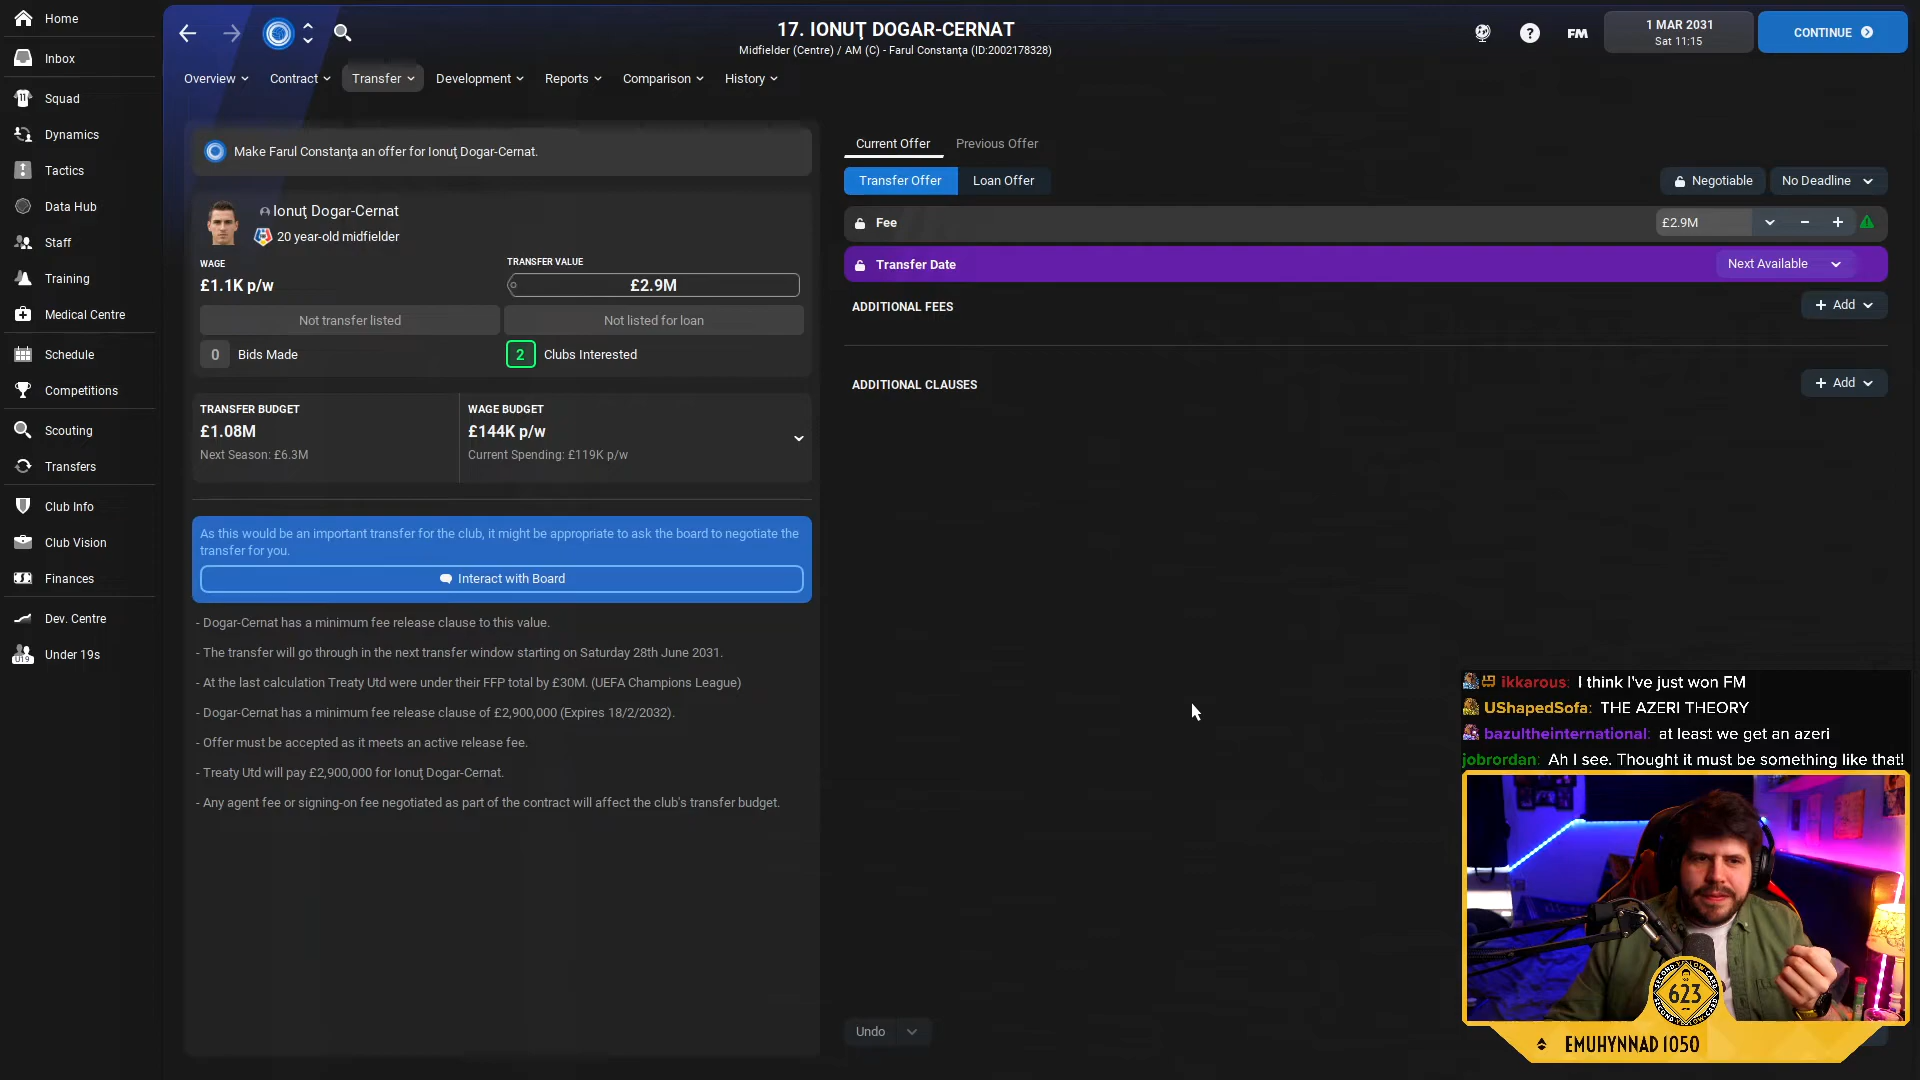 Home
Inbox
Squad
Dynamics
Tactics
Data Hub
Staff
Training
Medical Centre
Schedule
Competitions
Scouting
Transfers
Club Info
Club Vision
Finances
Dev. Centre
U19
Under 19s
17. IONUȚ DOGAR-CERNAT
Midfielder (Centre) / AM (C) - Farul Constanța (ID:2002178328)
FM
1 MAR 2031
Sat 11:15
CONTINUE
Overview
Contract
Transfer
Development
Reports
Comparison
History
Make Farul Constanța an offer for Ionuț Dogar-Cernat.
Ionuț Dogar-Cernat
20 year-old midfielder
WAGE
£1.1K p/w
TRANSFER VALUE
£2.9M
Not transfer listed
Not listed for loan
0 Bids Made
2 Clubs Interested
TRANSFER BUDGET
£1.08M
Next Season: £6.3M
WAGE BUDGET
£144K p/w
Current Spending: £119K p/w
As this would be an important transfer for the club, it might be appropriate to ask the board to negotiate the
transfer for you.
Interact with Board
- Dogar-Cernat has a minimum fee release clause to this value.
- The transfer will go through in the next transfer window starting on Saturday 28th June 2031.
- At the last calculation Treaty Utd were under their FFP total by £30M. (UEFA Champions League)
- Dogar-Cernat has a minimum fee release clause of £2,900,000 (Expires 18/2/2032).
- Offer must be accepted as it meets an active release fee.
- Treaty Utd will pay £2,900,000 for Ionuț Dogar-Cernat.
- Any agent fee or signing-on fee negotiated as part of the contract will affect the club's transfer budget.
Current Offer
Previous Offer
Transfer Offer
Loan Offer
Negotiable
No Deadline
Fee
£2.9M
Transfer Date
Next Available
ADDITIONAL FEES
+ Add
ADDITIONAL CLAUSES
+ Add
Undo
ikkarous: I think I've just won FM
UShapedSofa: THE AZERI THEORY
bazultheinternational: at least we get an azeri
jobrordan: Ah I see. Thought it must be something like that!
SECOND YELLOW CARD
623
EMUHYNNAD 1050